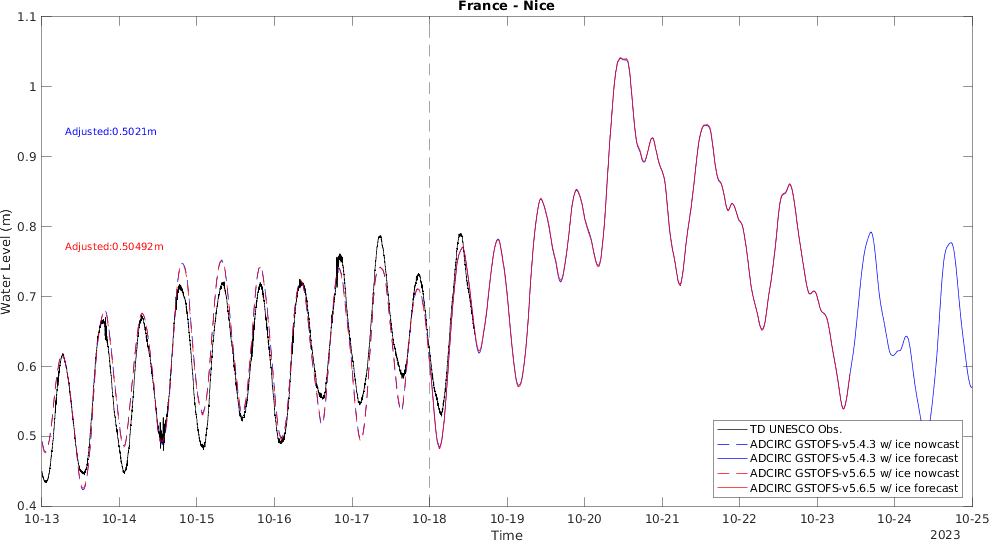 France - Nice
1.1
1
0.9
0.8
0.7
0.6
0.5
0.4
Water Level (m)
Adjusted:0.5021m
Adjusted:0.50492m
TD UNESCO Obs.
ADCIRC GSTOFS-v5.4.3 w/ ice nowcast
ADCIRC GSTOFS-v5.4.3 w/ ice forecast
ADCIRC GSTOFS-v5.6.5 w/ ice nowcast
ADCIRC GSTOFS-v5.6.5 w/ ice forecast
10-13 10-14 10-15 10-16 10-17 10-18 10-19 10-20 10-21 10-22 10-23 10-24 10-25
Time
2023